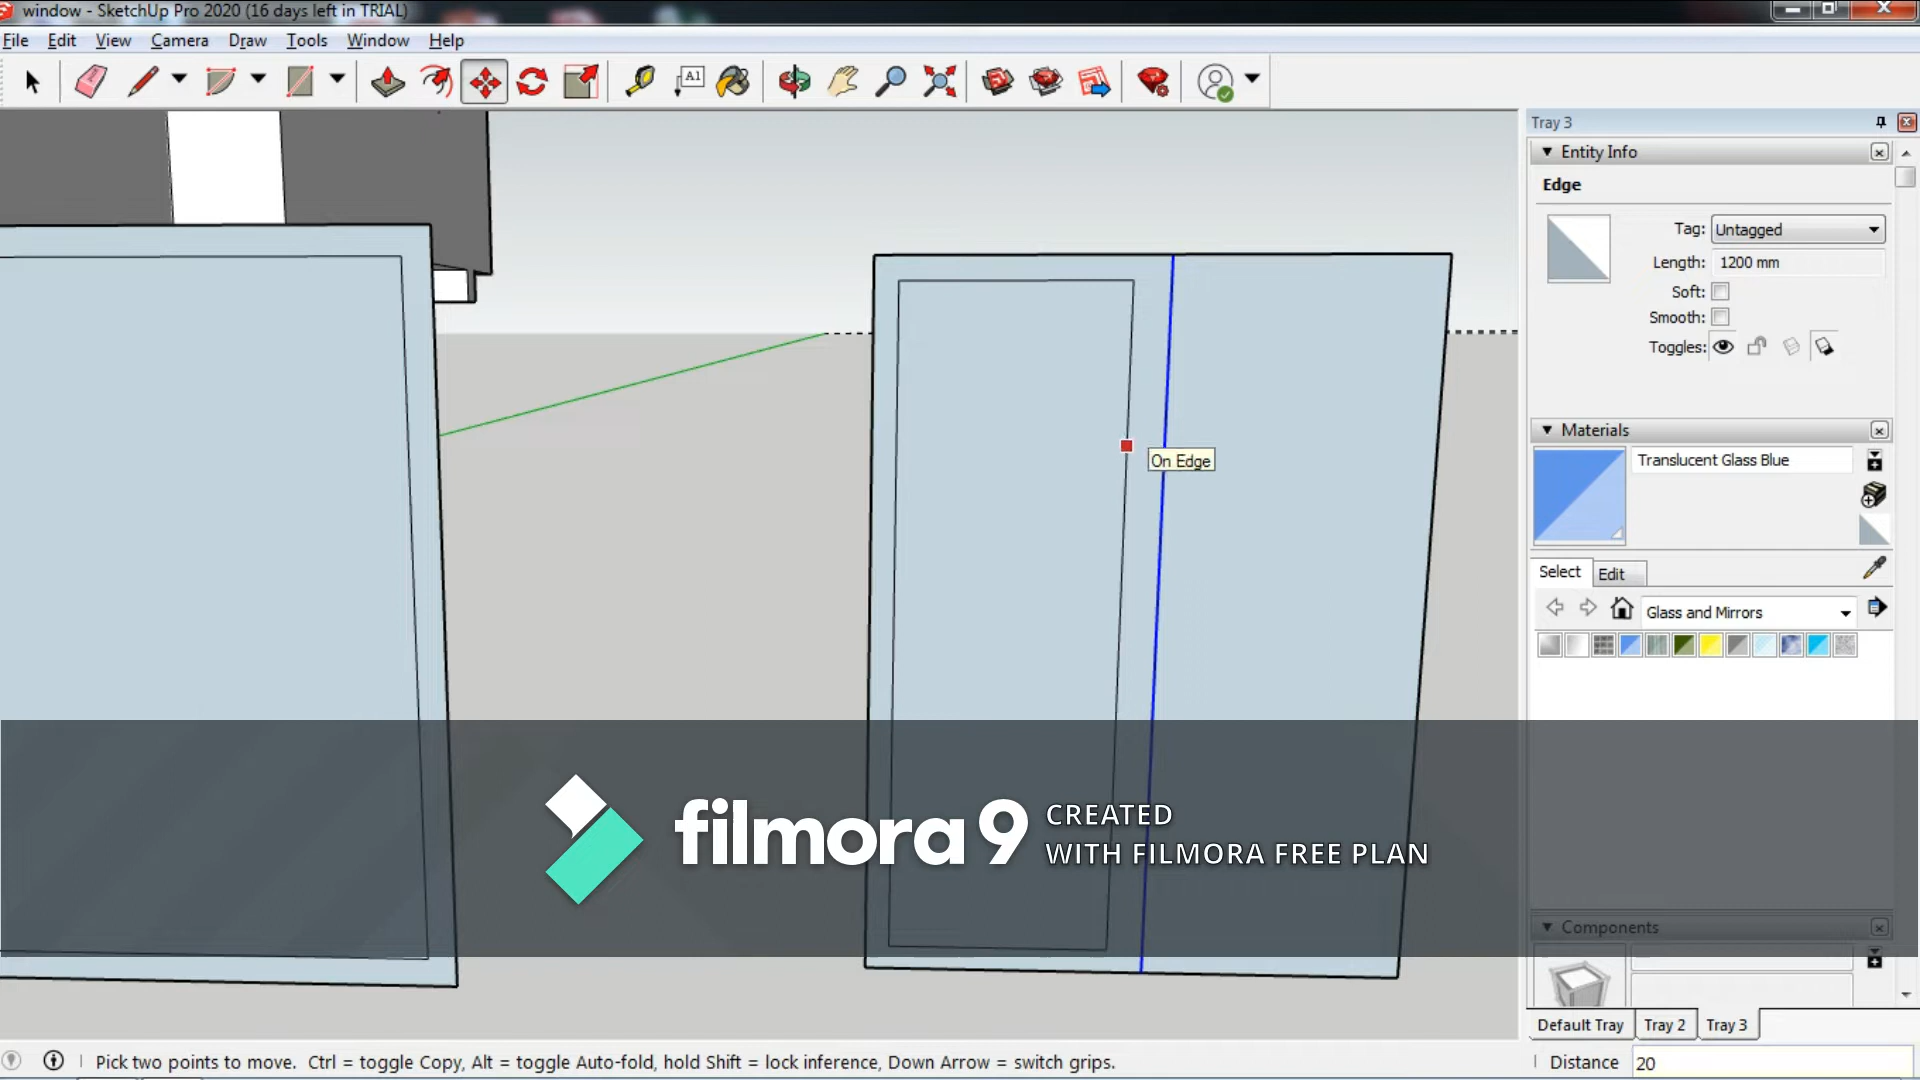 window - SketchUp Pro 2020 (16 days left in TRIAL)
File Edit View Camera Draw Tools Window Help
A1
Tray 3
Entity Info
Edge
Tag: Untagged
Length: 1200 mm
Soft:
Smooth:
Toggles:
On Edge
Materials
Translucent Glass Blue
Select Edit
Glass and Mirrors
filmora 9 CREATED
WITH FILMORA FREE PLAN
Components
Default Tray Tray 2 Tray 3
Pick two points to move. Ctrl = toggle Copy, Alt = toggle Auto-fold, hold Shift = lock inference, Down Arrow = switch grips.
Distance 20